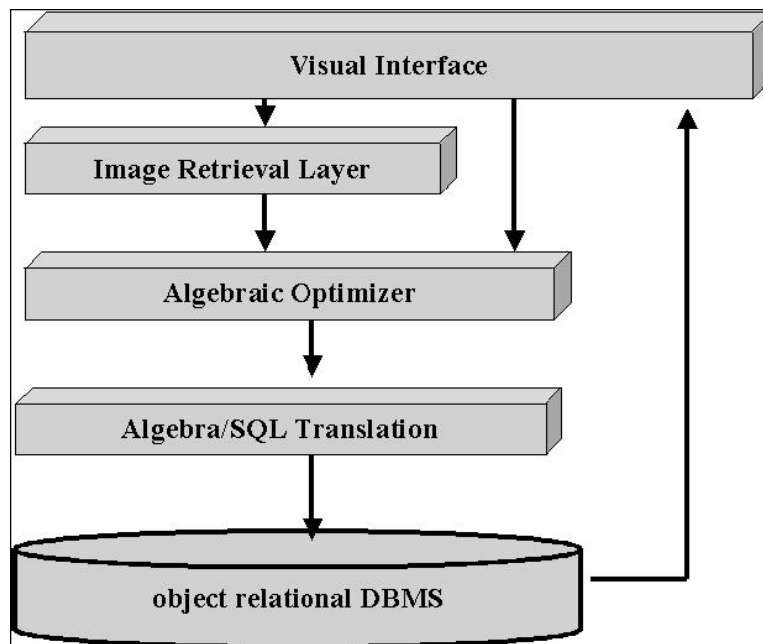 Visual Interface
Image Retrieval Layer
Algebraic Optimizer
Algebra/SQL Translation
object relational DBMS